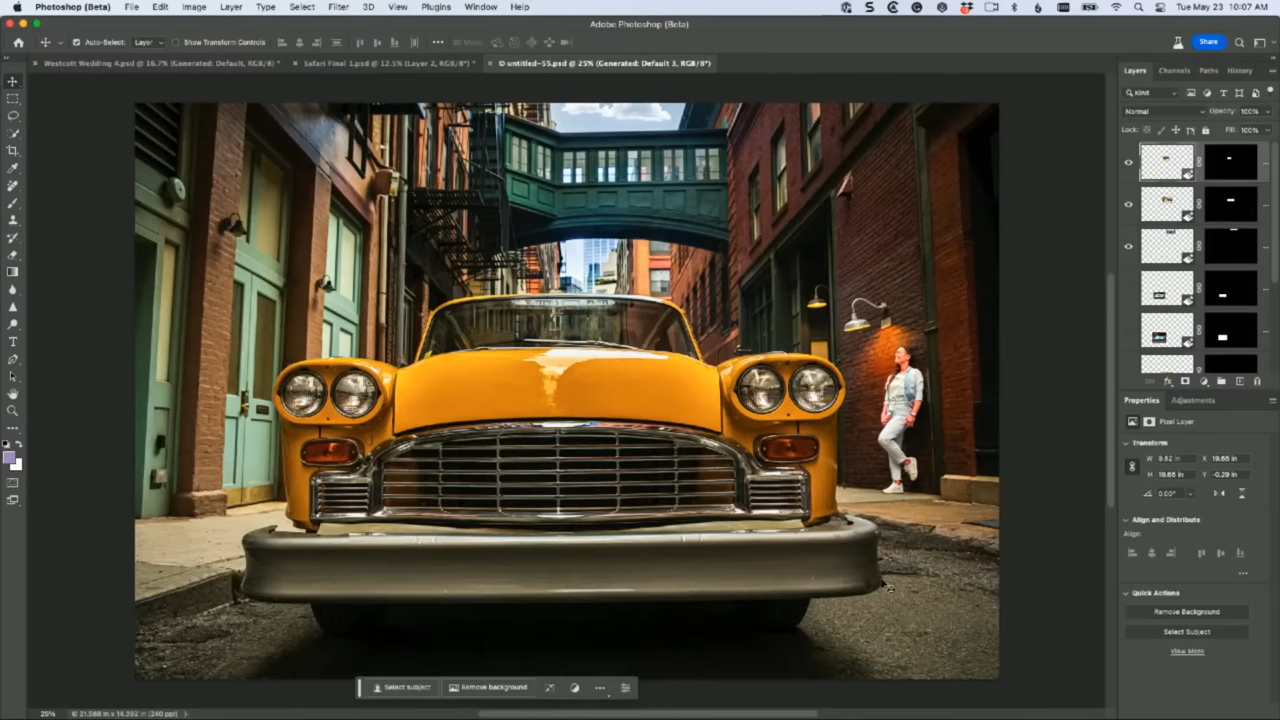 Photoshop (Beta) File Edit Image Layer Type Select Filter 3D View Plugins Window Help Tue May 23 10:07 AM
Adobe Photoshop (Beta)
Auto-Select: Layer Show Transform Controls Share
Westcott Wedding 4.psd @ 16.7% (Generated: Default, RGB/8) * Safari Final 1.psd @ 12.5% (Layer 2, RGB/8*) * © untitled-55.psd @ 25% (Generated: Default 3, RGB/8*)
Layers Channels Paths History
Kind
Normal Opacity: 100%
Lock: Fill: 100%
Properties Adjustments
Pixel Layer
Transform
W 9.82 in X 19.65 in
H 19.65 in Y -0.29 in
0.00°
Align and Distribute
Align:
Quick Actions
Remove Background
Select Subject
View More
Select subject Remove background
25% 21.588 in x 14.392 in (240 ppi)